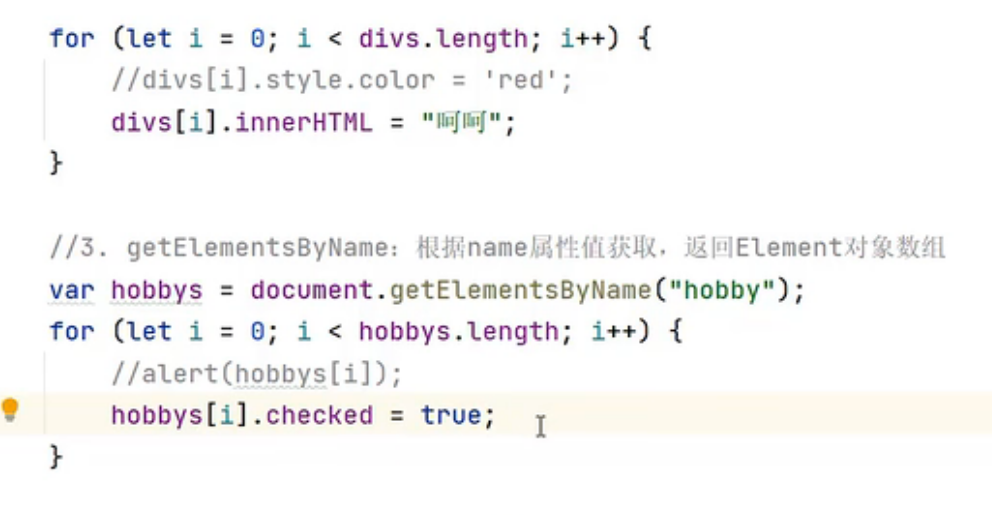 for (let i = 0; i < divs.length; i++) {
//divs[i].style.color = 'red';
divs[i].innerHTML = "呵呵";
}
//3. getElementsByName：根据name属性值获取，返回Element对象数组
var hobbys = document.getElementsByName("hobby");
for (let i = 0; i < hobbys.length; i++) {
//alert(hobbys[i]);
hobbys[i].checked = true;
}